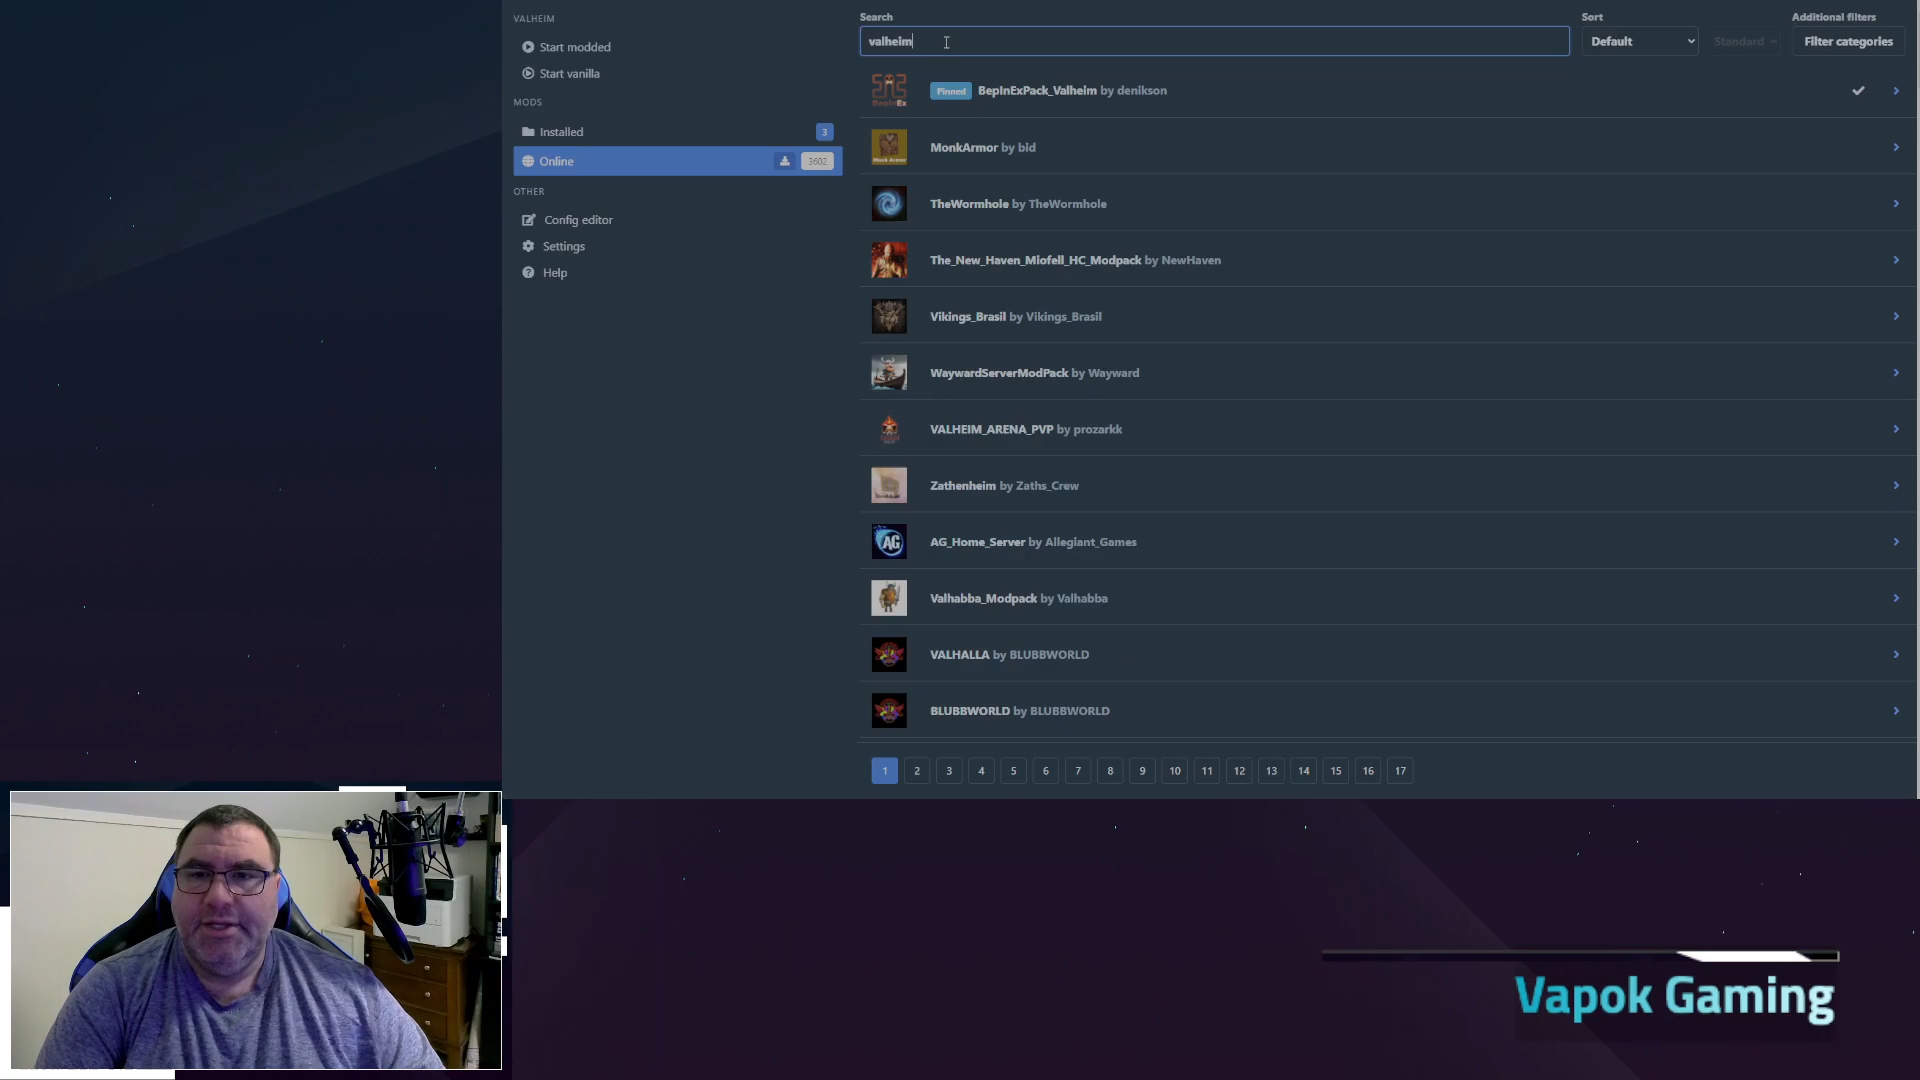 VALHEIM
Start modded
Start vanilla
MODS
Installed 3
Online 3602
OTHER
Config editor
Settings
Help
Search
valheim
Sort
Default
Standard
Additional filters
Filter categories
BepInEx
Pinned BepInExPack_Valheim by denikson
Monk Armor
MonkArmor by bid
TheWormhole by TheWormhole
The_New_Haven_Mlofell_HC_Modpack by NewHaven
Vikings_Brasil by Vikings_Brasil
WaywardServerModPack by Wayward
VALHEIM_ARENA_PVP by prozarkk
Zathenheim by Zaths_Crew
AG
AG_Home_Server by Allegiant_Games
Valhabba_Modpack by Valhabba
VALHALLA by BLUBBWORLD
BLUBBWORLD by BLUBBWORLD
1 2 3 4 5 6 7 8 9 10 11 12 13 14 15 16 17
Vapok Gaming